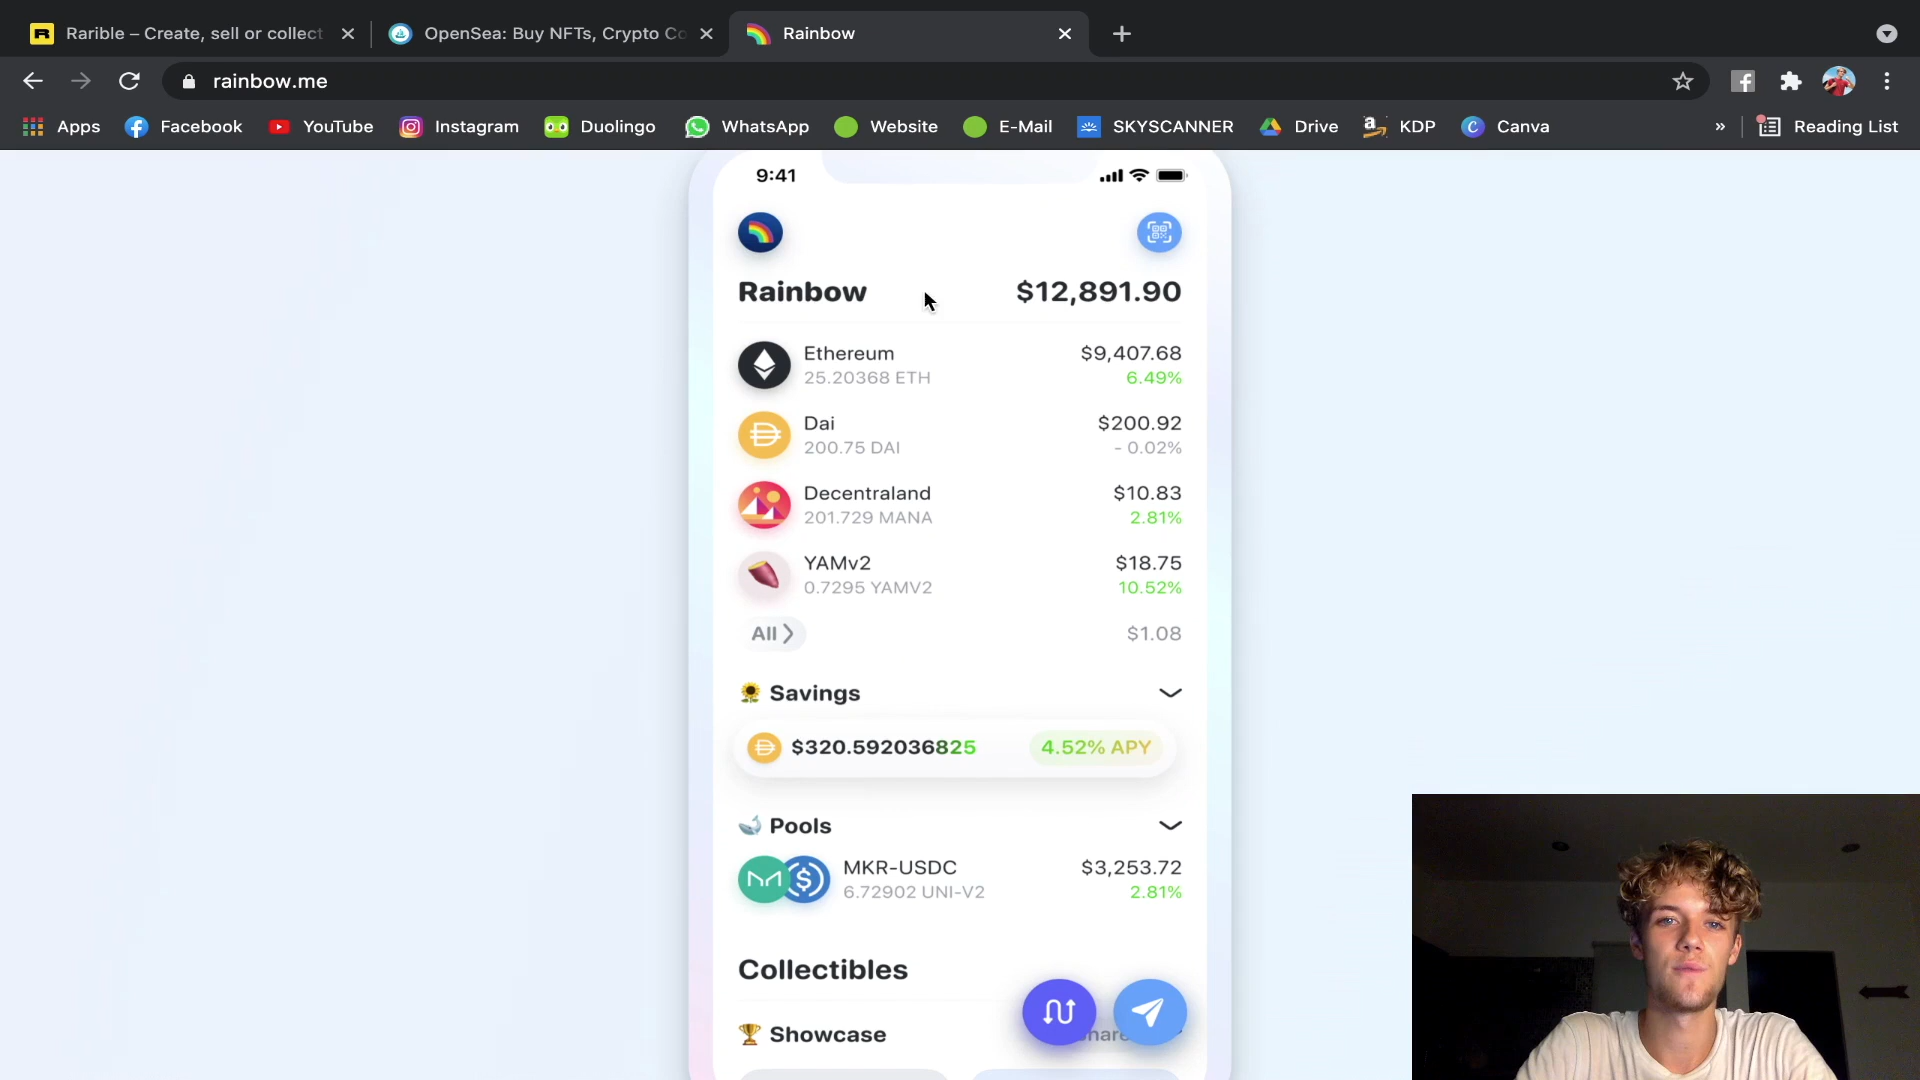 Rarible – Create, sell or collect
OpenSea: Buy NFTs, Crypto Co
Rainbow
rainbow.me
Apps
Facebook
YouTube
Instagram
Duolingo
WhatsApp
Website
E-Mail
SKYSCANNER
Drive
KDP
Canva
»
Reading List
9:41
Rainbow $12,891.90
Ethereum $9,407.68
25.20368 ETH 6.49%
Dai $200.92
200.75 DAI - 0.02%
Decentraland $10.83
201.729 MANA 2.81%
YAMv2 $18.75
0.7295 YAMV2 10.52%
All $1.08
Savings
$320.592036825 4.52% APY
Pools
MKR-USDC $3,253.72
6.72902 UNI-V2 2.81%
Collectibles
Showcase